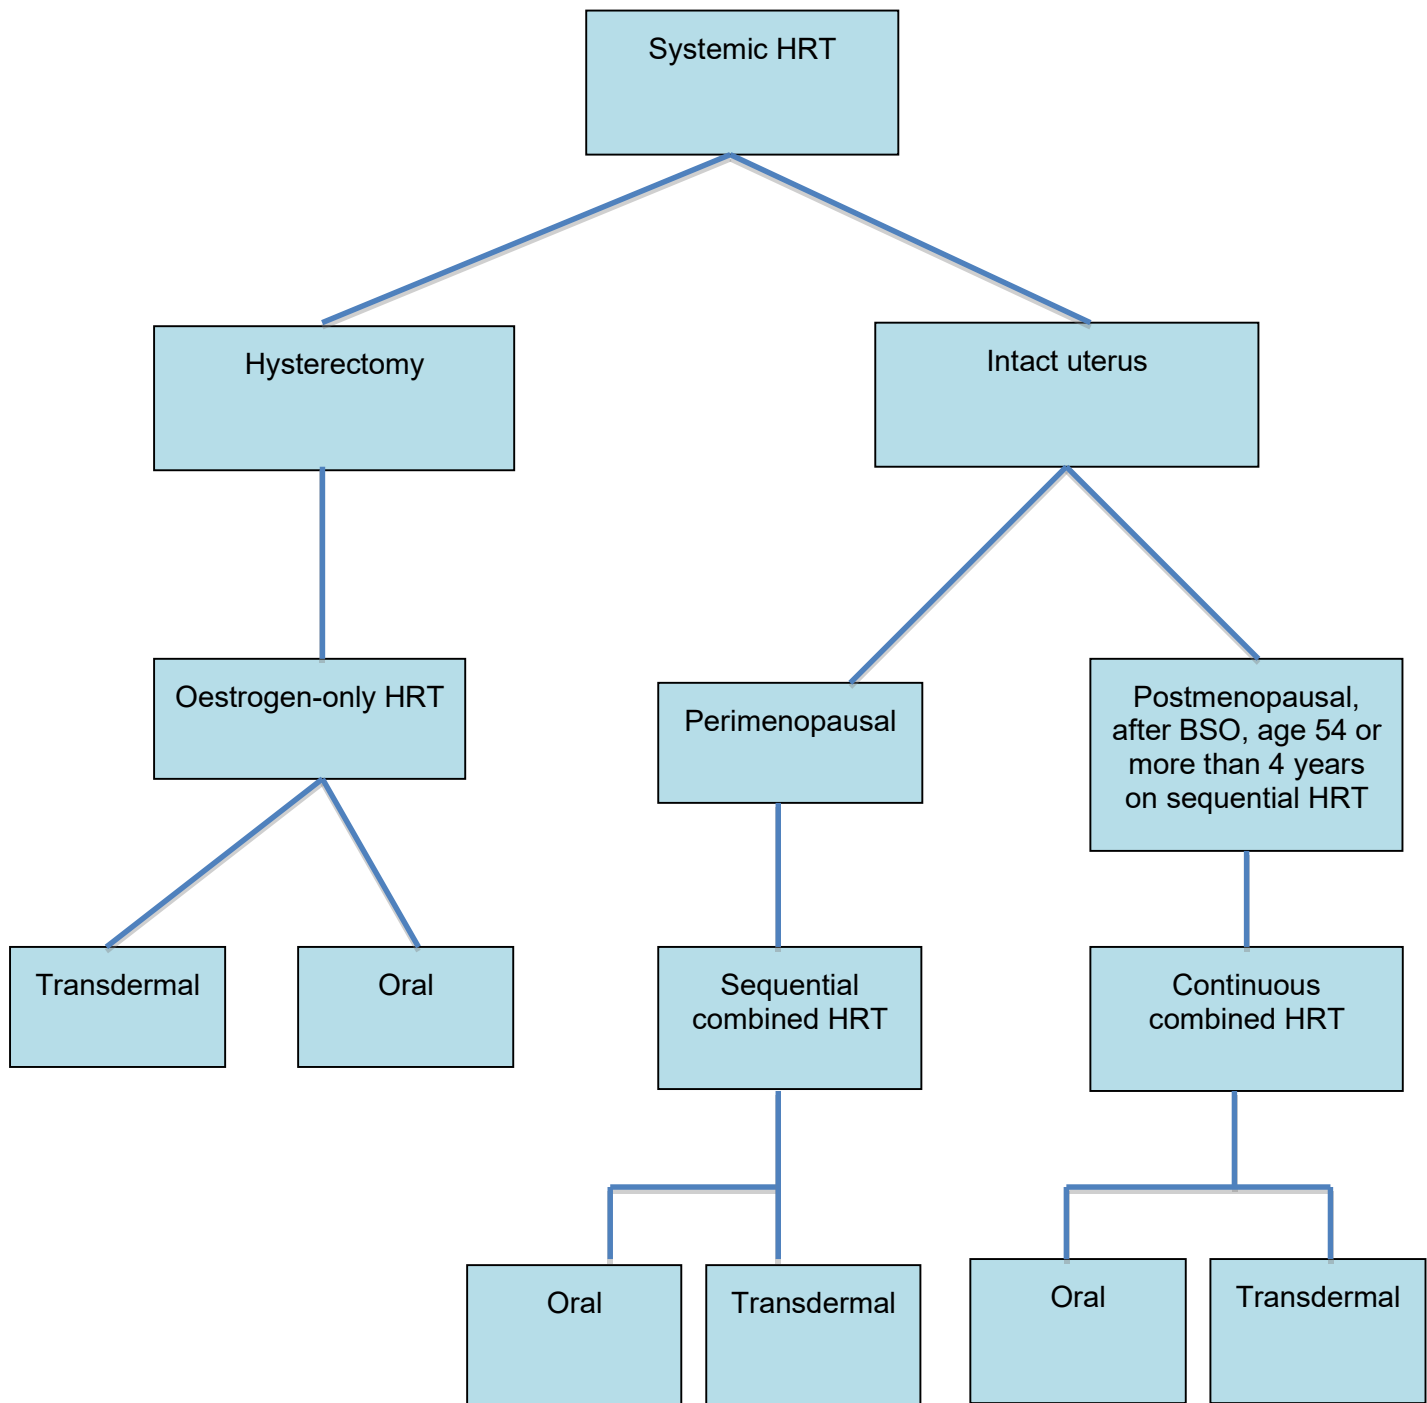 Systemic HRT
Hysterectomy
Intact uterus
Oestrogen-only HRT
Perimenopausal
Postmenopausal,
after BSO, age 54 or
more than 4 years
on sequential HRT
Transdermal
Oral
Sequential
combined HRT
Continuous
combined HRT
Oral
Transdermal
Oral
Transdermal